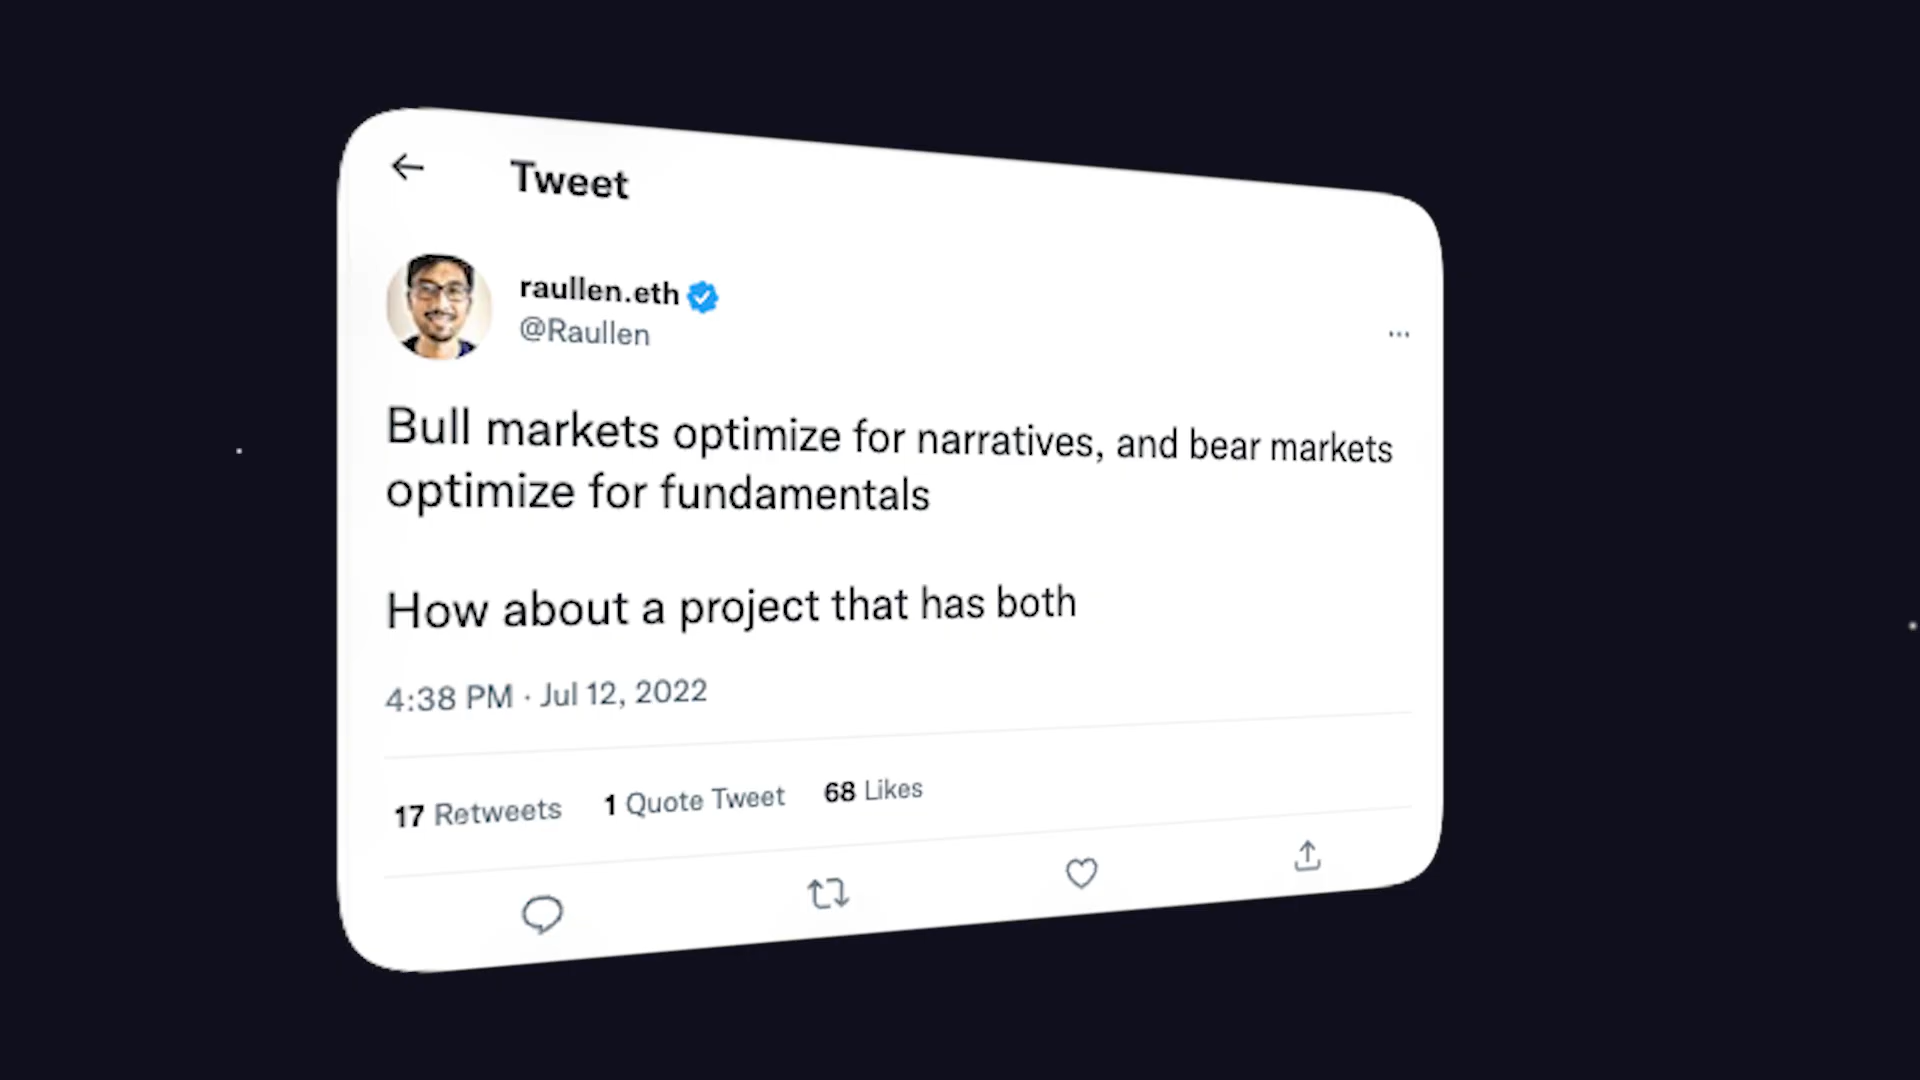 Tweet
raullen.eth
@Raullen
Bull markets optimize for narratives, and bear markets
optimize for fundamentals
How about a project that has both
4:38 PM · Jul 12, 2022
17 Retweets 1 Quote Tweet 68 Likes